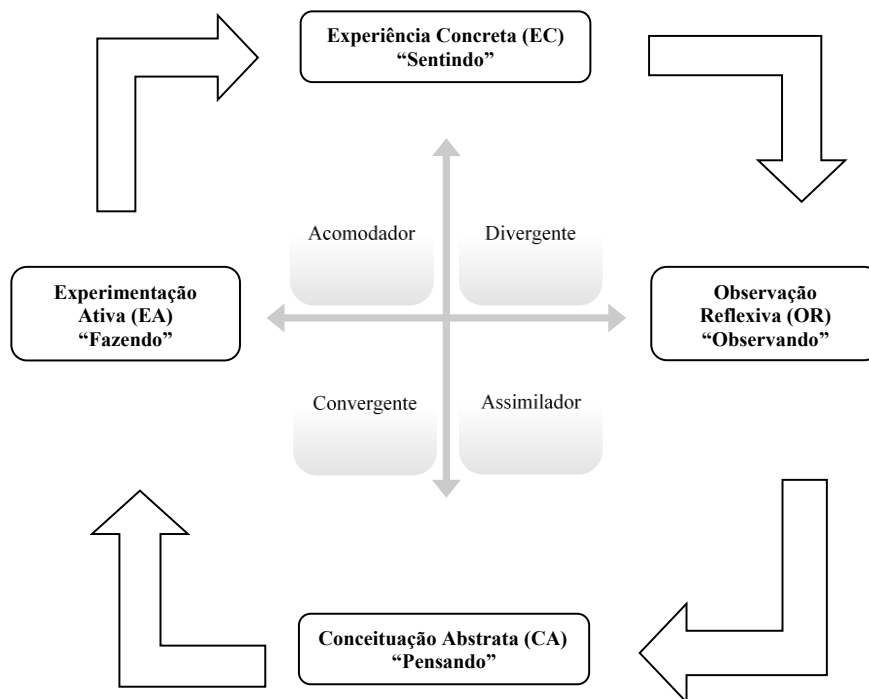 Experiência Concreta (EC)
“Sentindo”
Acomodador
Divergente
Experimentação
Ativa (EA)
“Fazendo”
Observação
Reflexiva (OR)
“Observando”
Convergente
Assimilador
Conceituação Abstrata (CA)
“Pensando”